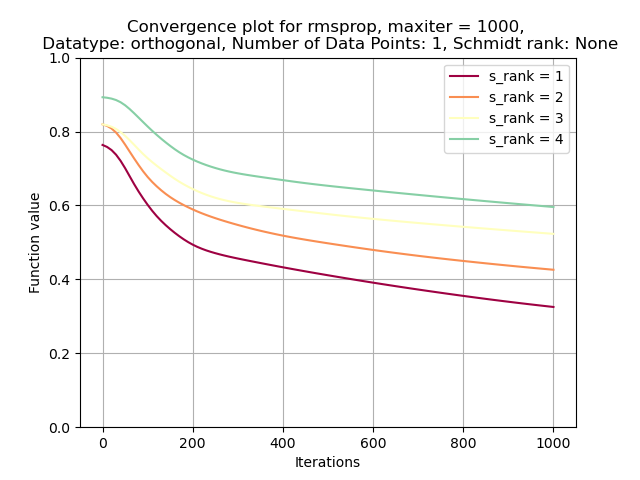 Convergence plot for rmsprop, maxiter = 1000,
Datatype: orthogonal, Number of Data Points: 1, Schmidt rank: None
1.0
0.8
0.6
0.4
0.2
0.0
Function value
s_rank = 1
s_rank = 2
s_rank = 3
s_rank = 4
0 200 400 600 800 1000
Iterations